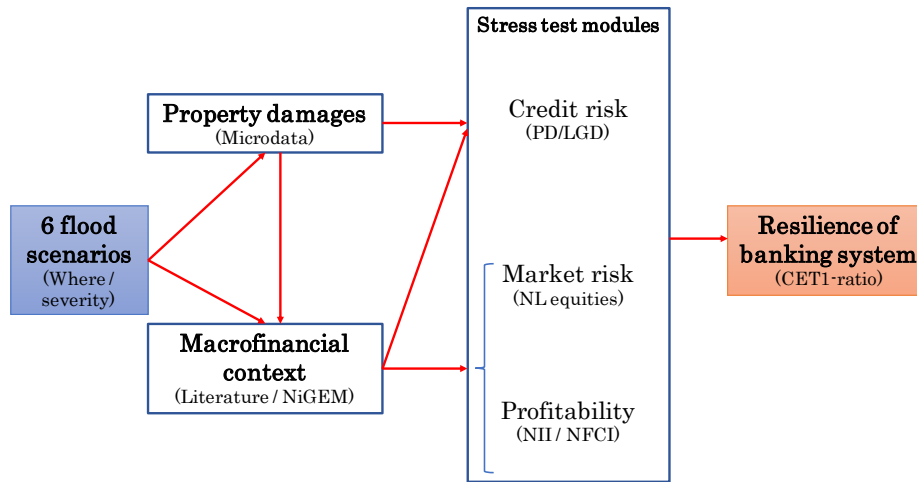 Stress test modules
Property damages
(Microdata)
Credit risk
(PD/LGD)
6 flood
scenarios
(Where /
severity)
Resilience of
banking system
(CET1-ratio)
Market risk
(NL equities)
Macrofinancial
context
(Literature / NiGEM)
Profitability
(NII / NFCI)